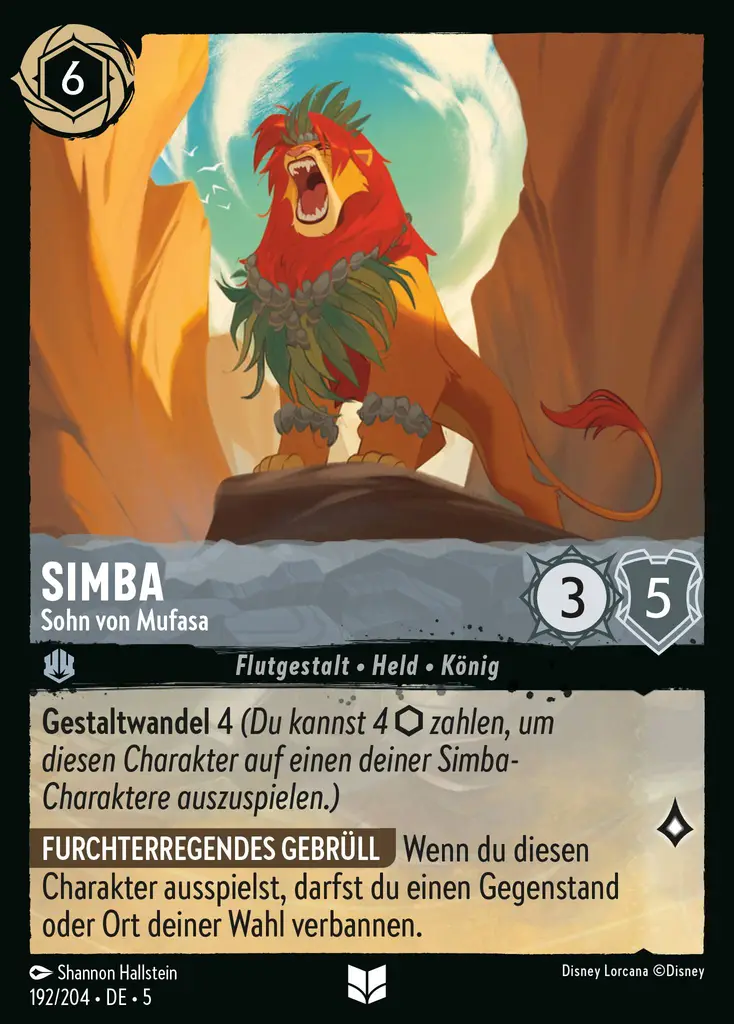 6
SIMBA
Sohn von Mufasa
3
5
Flutgestalt • Held • König
Gestaltwandel 4 (Du kannst 4 ⬡ zahlen, um
diesen Charakter auf einen deiner Simba-
Charaktere auszuspielen.)
FURCHTERREGENDES GEBRÜLL Wenn du diesen
Charakter ausspielst, darfst du einen Gegenstand
oder Ort deiner Wahl verbannen.
Shannon Hallstein
Disney Lorcana ©Disney
192/204 • DE • 5